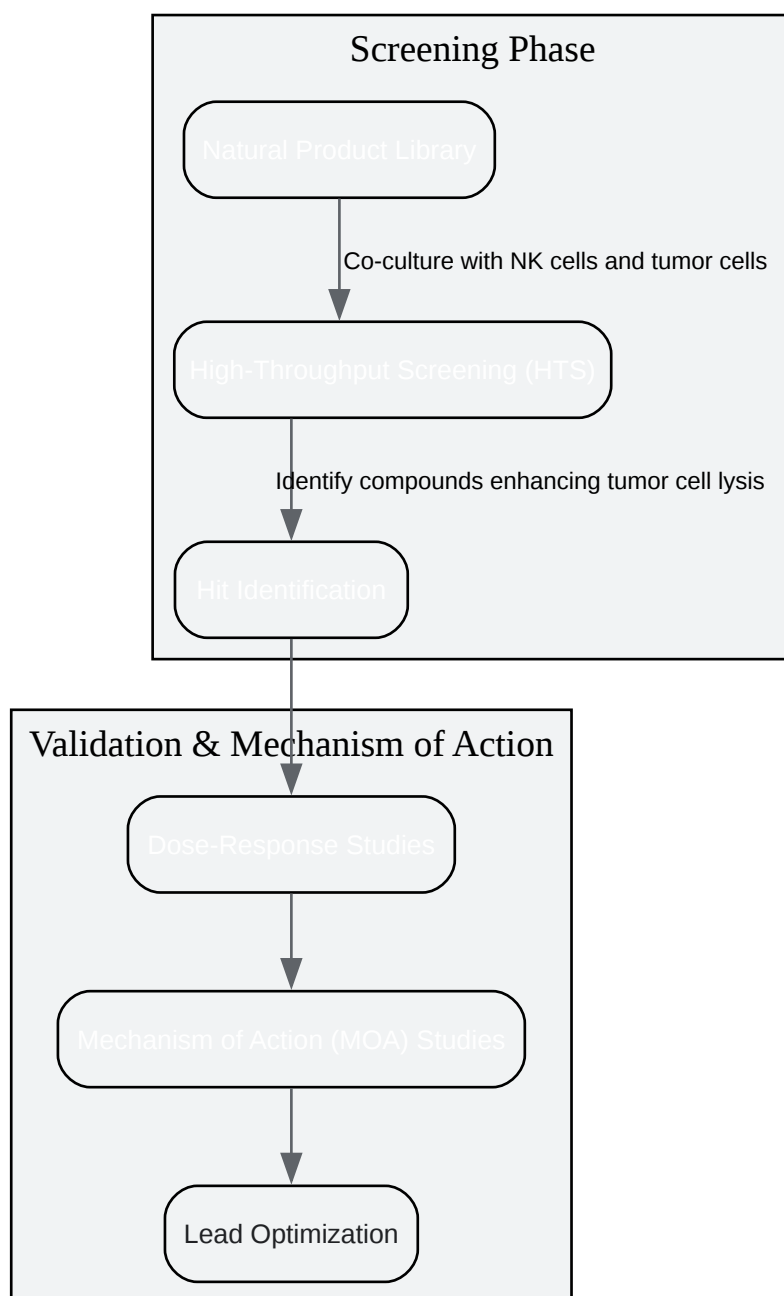 Screening Phase
Natural Product Library
Co-culture with NK cells and tumor cells
High-Throughput Screening (HTS)
Identify compounds enhancing tumor cell lysis
Hit Identification
Validation & Mechanism of Action
Dose-Response Studies
Mechanism of Action (MOA) Studies
Lead Optimization